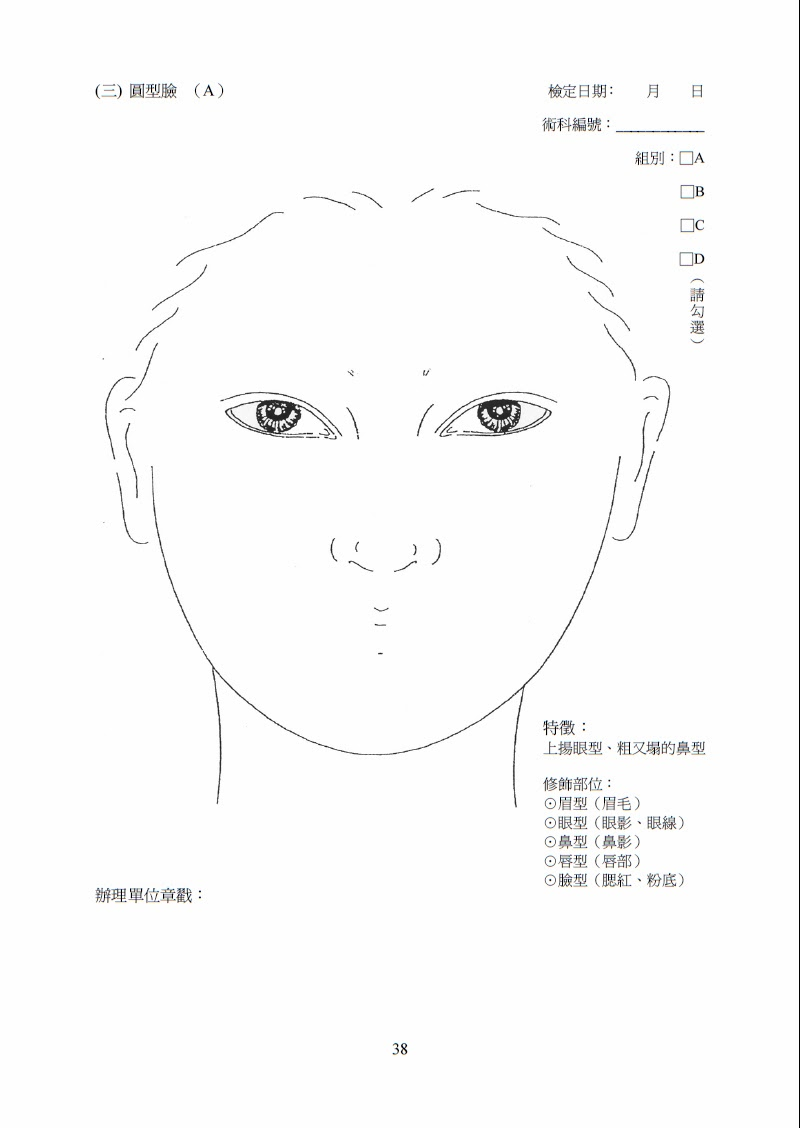 (三) 圓型臉 （A）
檢定日期： 月 日
術科編號：__________
組別：□A
□B
□C
□D
（請勾選）
特徵：
上揚眼型、粗又塌的鼻型
修飾部位：
⊙眉型（眉毛）
⊙眼型（眼影、眼線）
⊙鼻型（鼻影）
⊙唇型（唇部）
⊙臉型（腮紅、粉底）
辦理單位章戳：
38